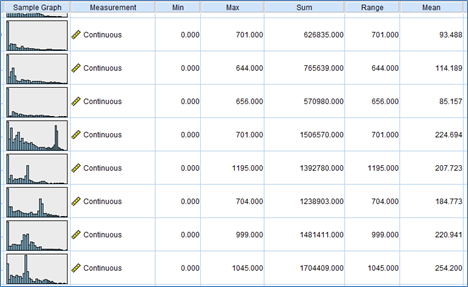 Sample Graph Measurement Min Max Sum Range Mean
Continuous 0.000 701.000 626835.000 701.000 93.488
Continuous 0.000 644.000 765639.000 644.000 114.189
Continuous 0.000 656.000 570980.000 656.000 85.157
Continuous 0.000 701.000 1506570.000 701.000 224.694
Continuous 0.000 1195.000 1392780.000 1195.000 207.723
Continuous 0.000 704.000 1238903.000 704.000 184.773
Continuous 0.000 999.000 1481411.000 999.000 220.941
Continuous 0.000 1045.000 1704409.000 1045.000 254.200